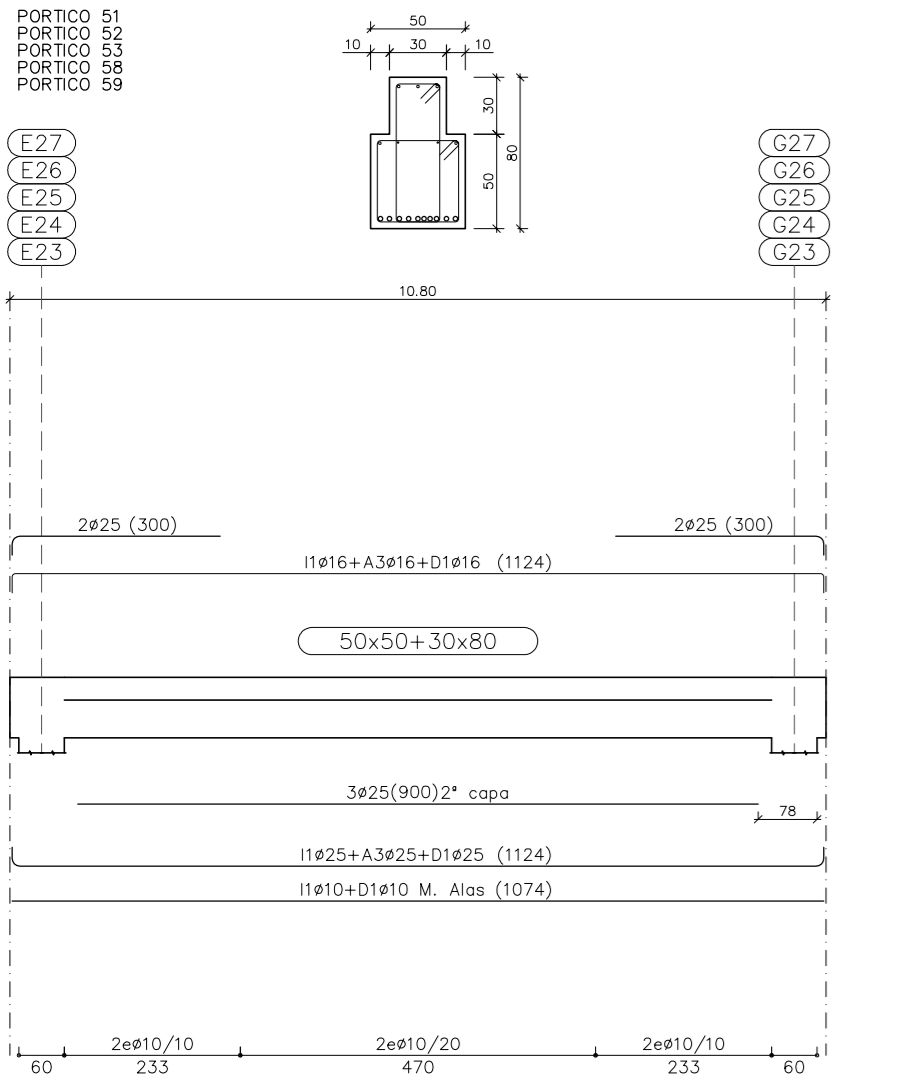 PORTICO 51
PORTICO 52
PORTICO 53
PORTICO 58
PORTICO 59
50
10 30 10
30
80
50
E27 G27
E26 G26
E25 G25
E24 G24
E23 G23
10.80
2ø25 (300) 2ø25 (300)
I1ø16+A3ø16+D1ø16 (1124)
50x50+30x80
3ø25(900)2ª capa
78
I1ø25+A3ø25+D1ø25 (1124)
I1ø10+D1ø10 M. Alas (1074)
2eø10/10 2eø10/20 2eø10/10
60 233 470 233 60